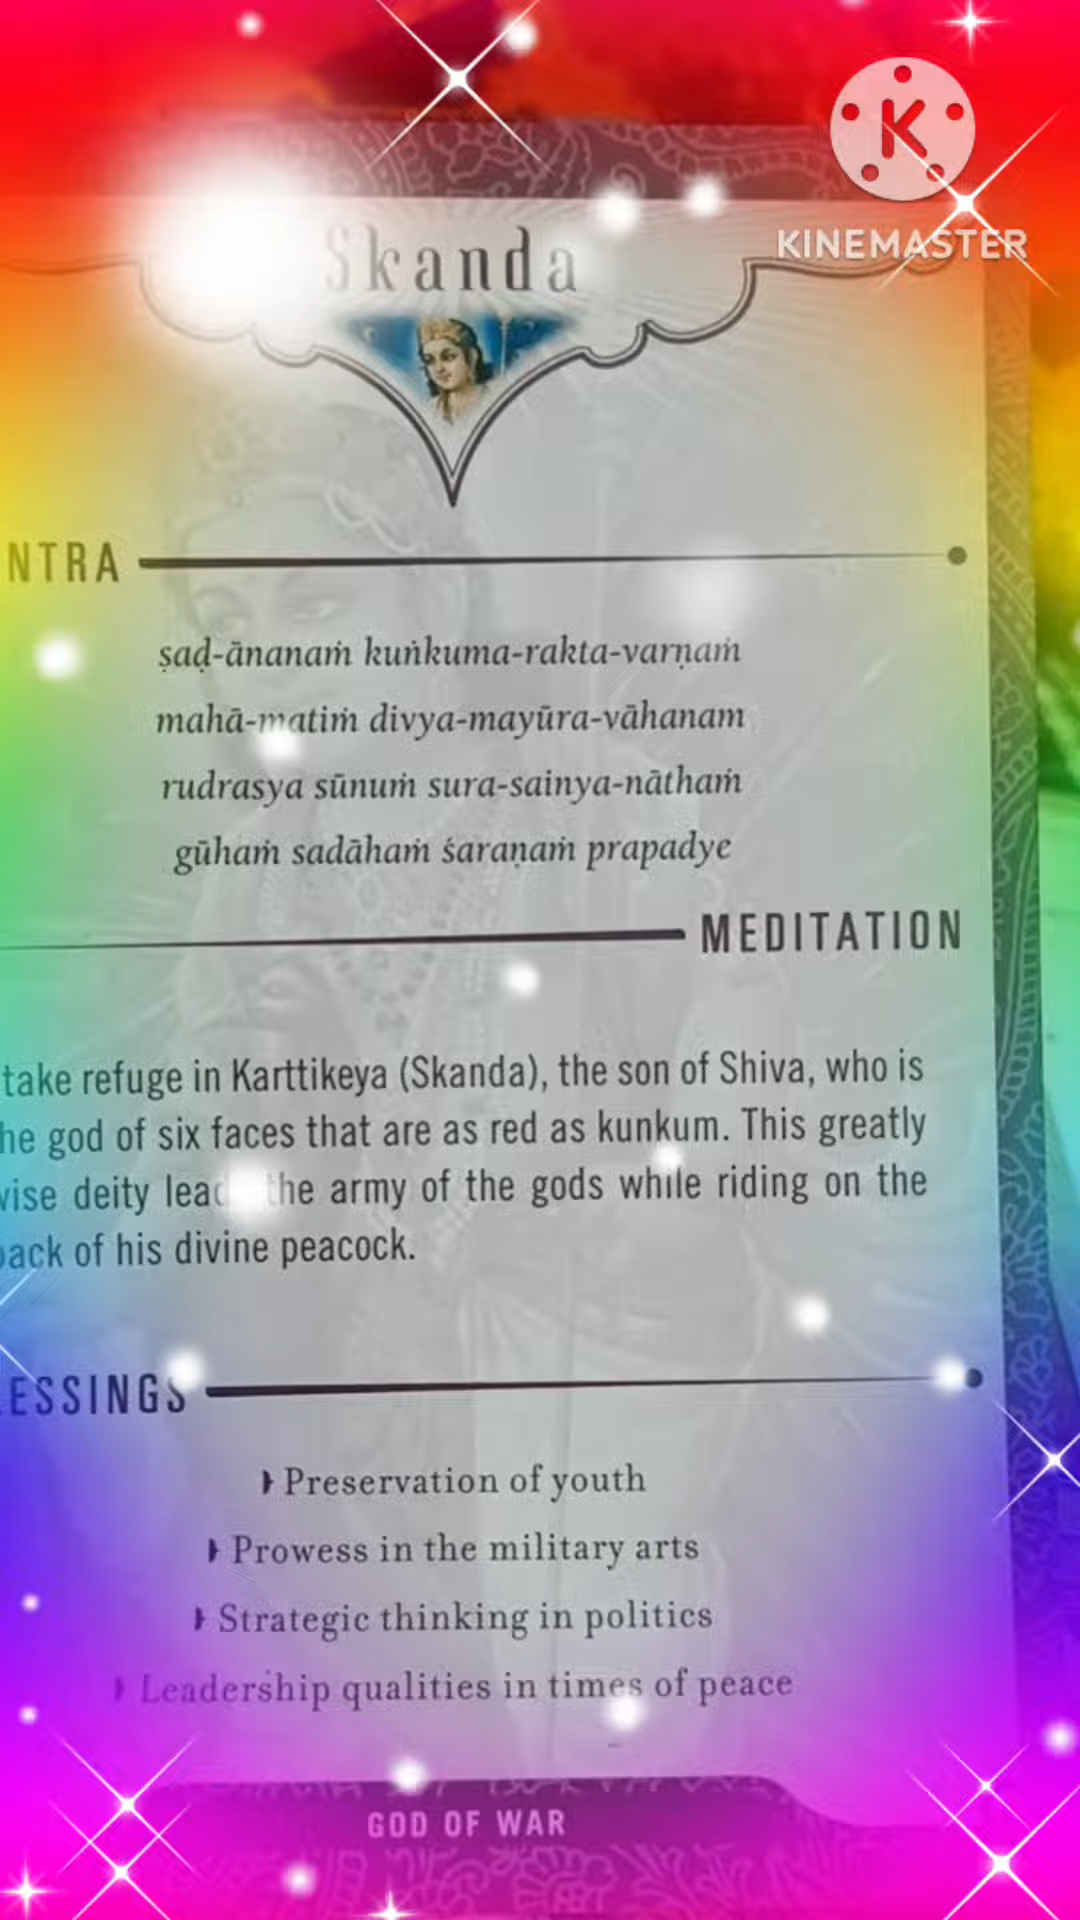 K
KINEMASTER
Skanda
NTRA
ṣaḍ-ānanaṁ kuṅkuma-rakta-varṇaṁ
mahā-matiṁ divya-mayūra-vāhanam
rudrasya sūnuṁ sura-sainya-nāthaṁ
gūhaṁ sadāhaṁ śaraṇaṁ prapadye
MEDITATION
take refuge in Karttikeya (Skanda), the son of Shiva, who is
he god of six faces that are as red as kunkum. This greatly
wise deity lead the army of the gods while riding on the
back of his divine peacock.
ESSINGS
Preservation of youth
Prowess in the military arts
Strategic thinking in politics
Leadership qualities in times of peace
GOD OF WAR